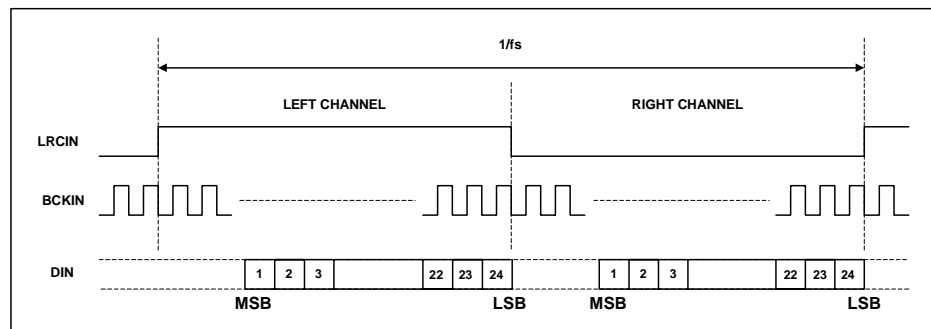 1/fs
LEFT CHANNEL RIGHT CHANNEL
LRCIN
BCKIN
DIN 1 2 3 22 23 24 1 2 3 22 23 24
MSB LSB MSB LSB